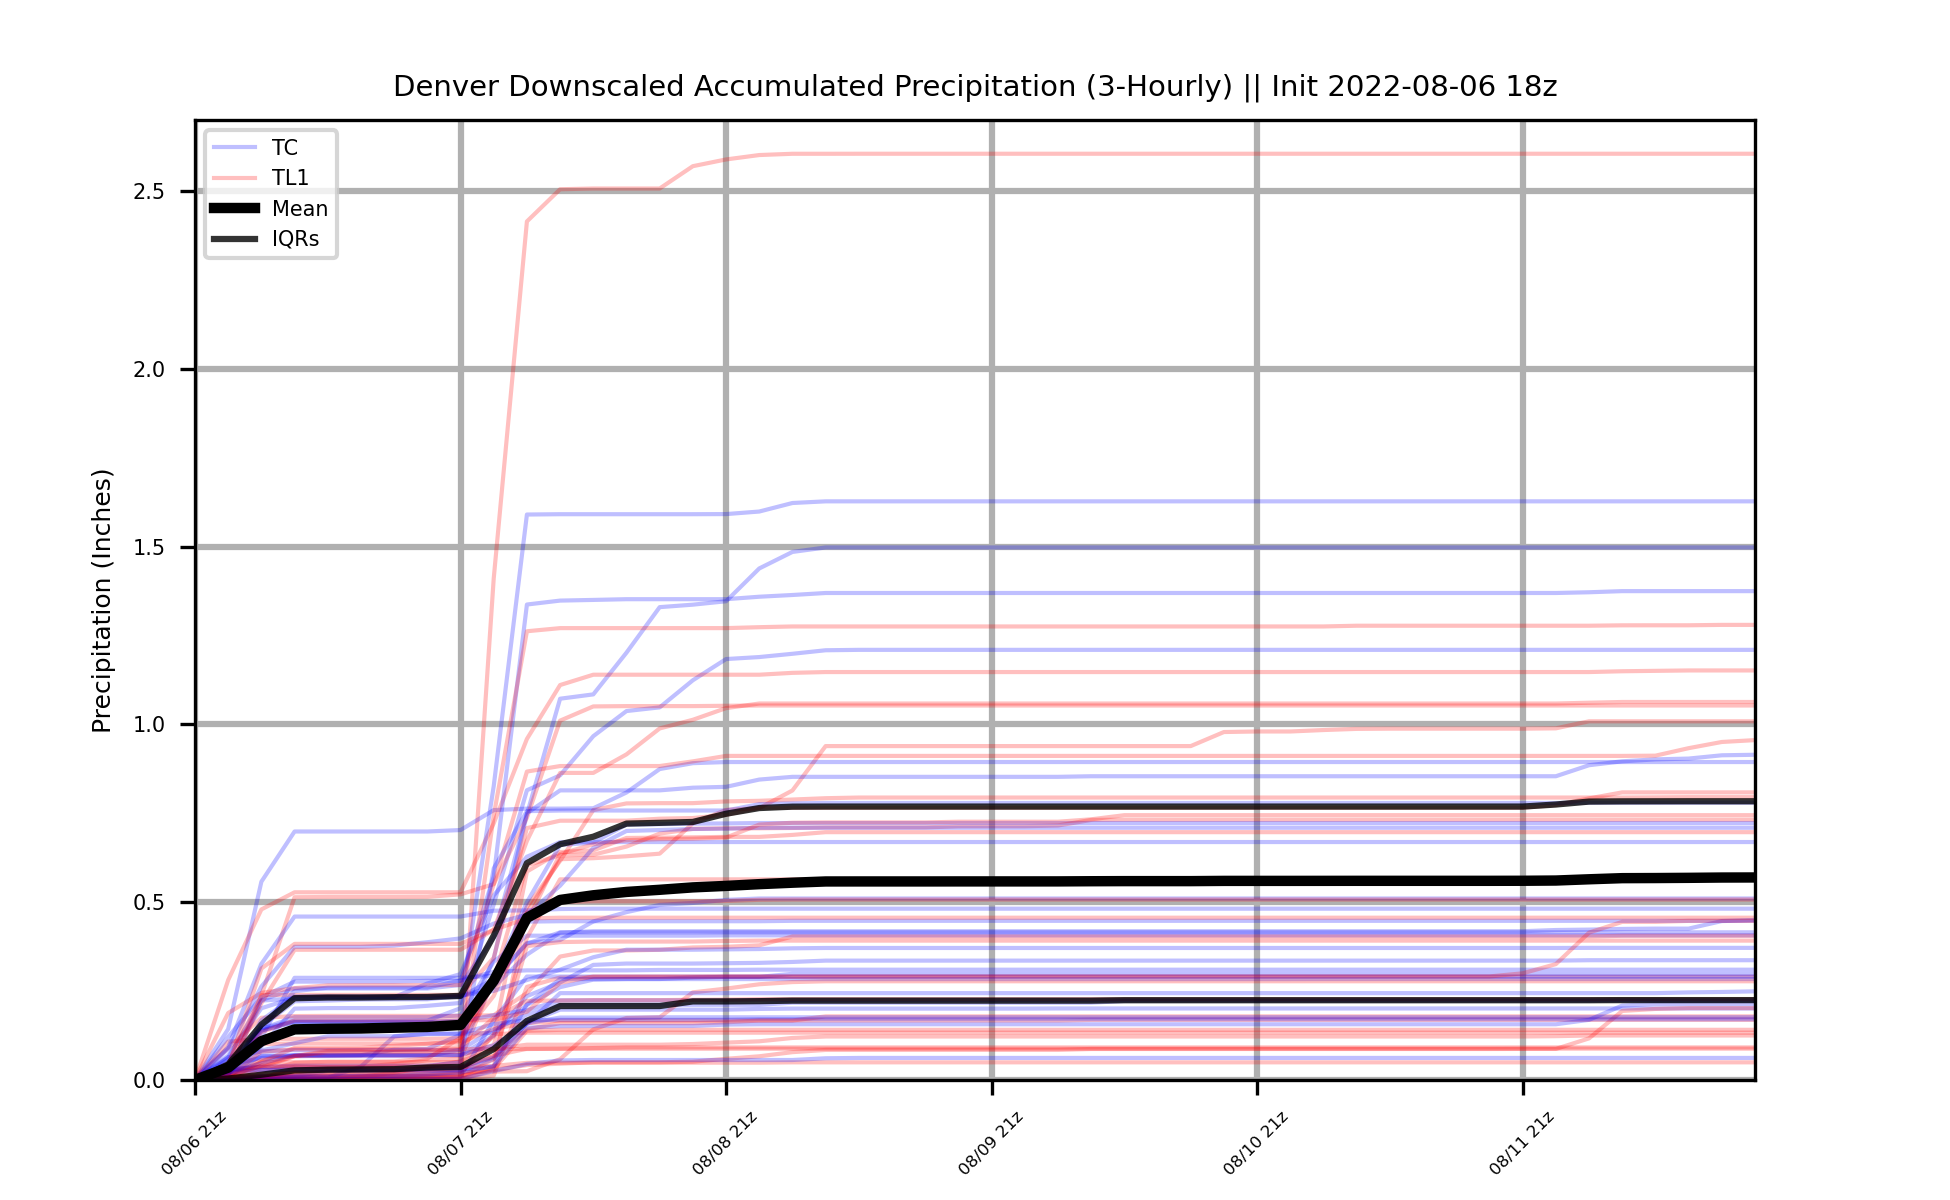 Denver Downscaled Accumulated Precipitation (3-Hourly) || Init 2022-08-06 18z
TC
TL1
Mean
IQRs
Precipitation (Inches)
2.5
2.0
1.5
1.0
0.5
0.0
08/06 21z
08/07 21z
08/08 21z
08/09 21z
08/10 21z
08/11 21z